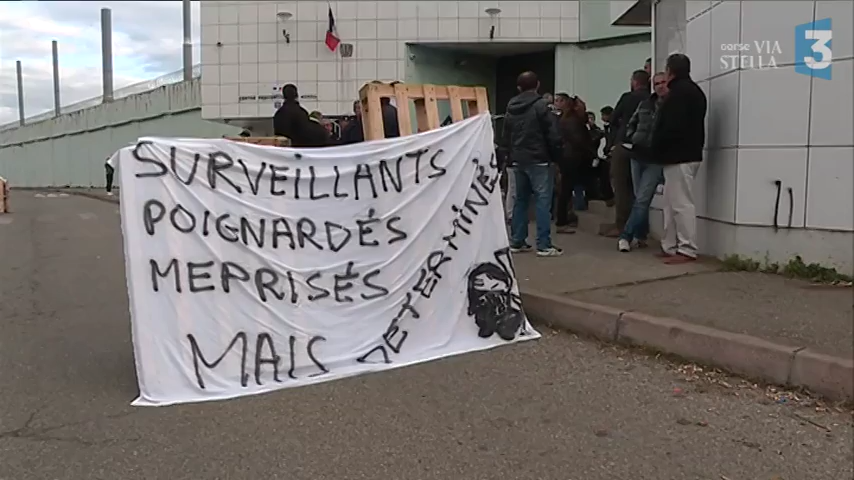 corse VIA
STELLA
3
SURVEILLANTS
POIGNARDÉS
MEPRISÉS
MAIS DETERMINÉS